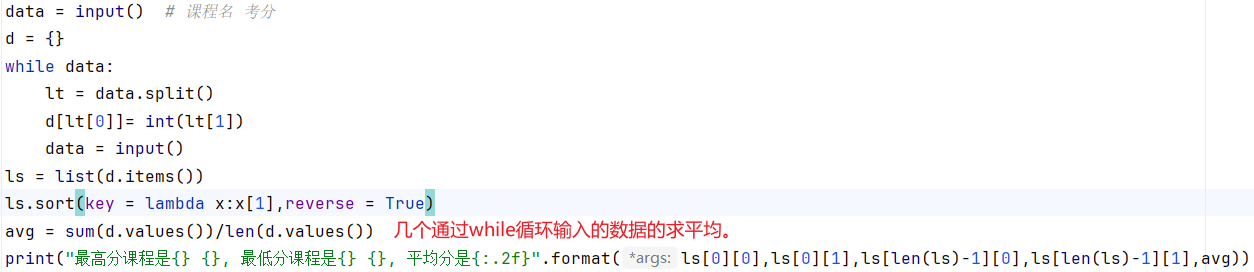 data = input()  # 课程名 考分
d = {}
while data:
    lt = data.split()
    d[lt[0]]= int(lt[1])
    data = input()
ls = list(d.items())
ls.sort(key = lambda x:x[1],reverse = True)
avg = sum(d.values())/len(d.values())  几个通过while循环输入的数据的求平均。
print("最高分课程是{} {}, 最低分课程是{} {}, 平均分是{:.2f}".format( *args: ls[0][0],ls[0][1],ls[len(ls)-1][0],ls[len(ls)-1][1],avg))